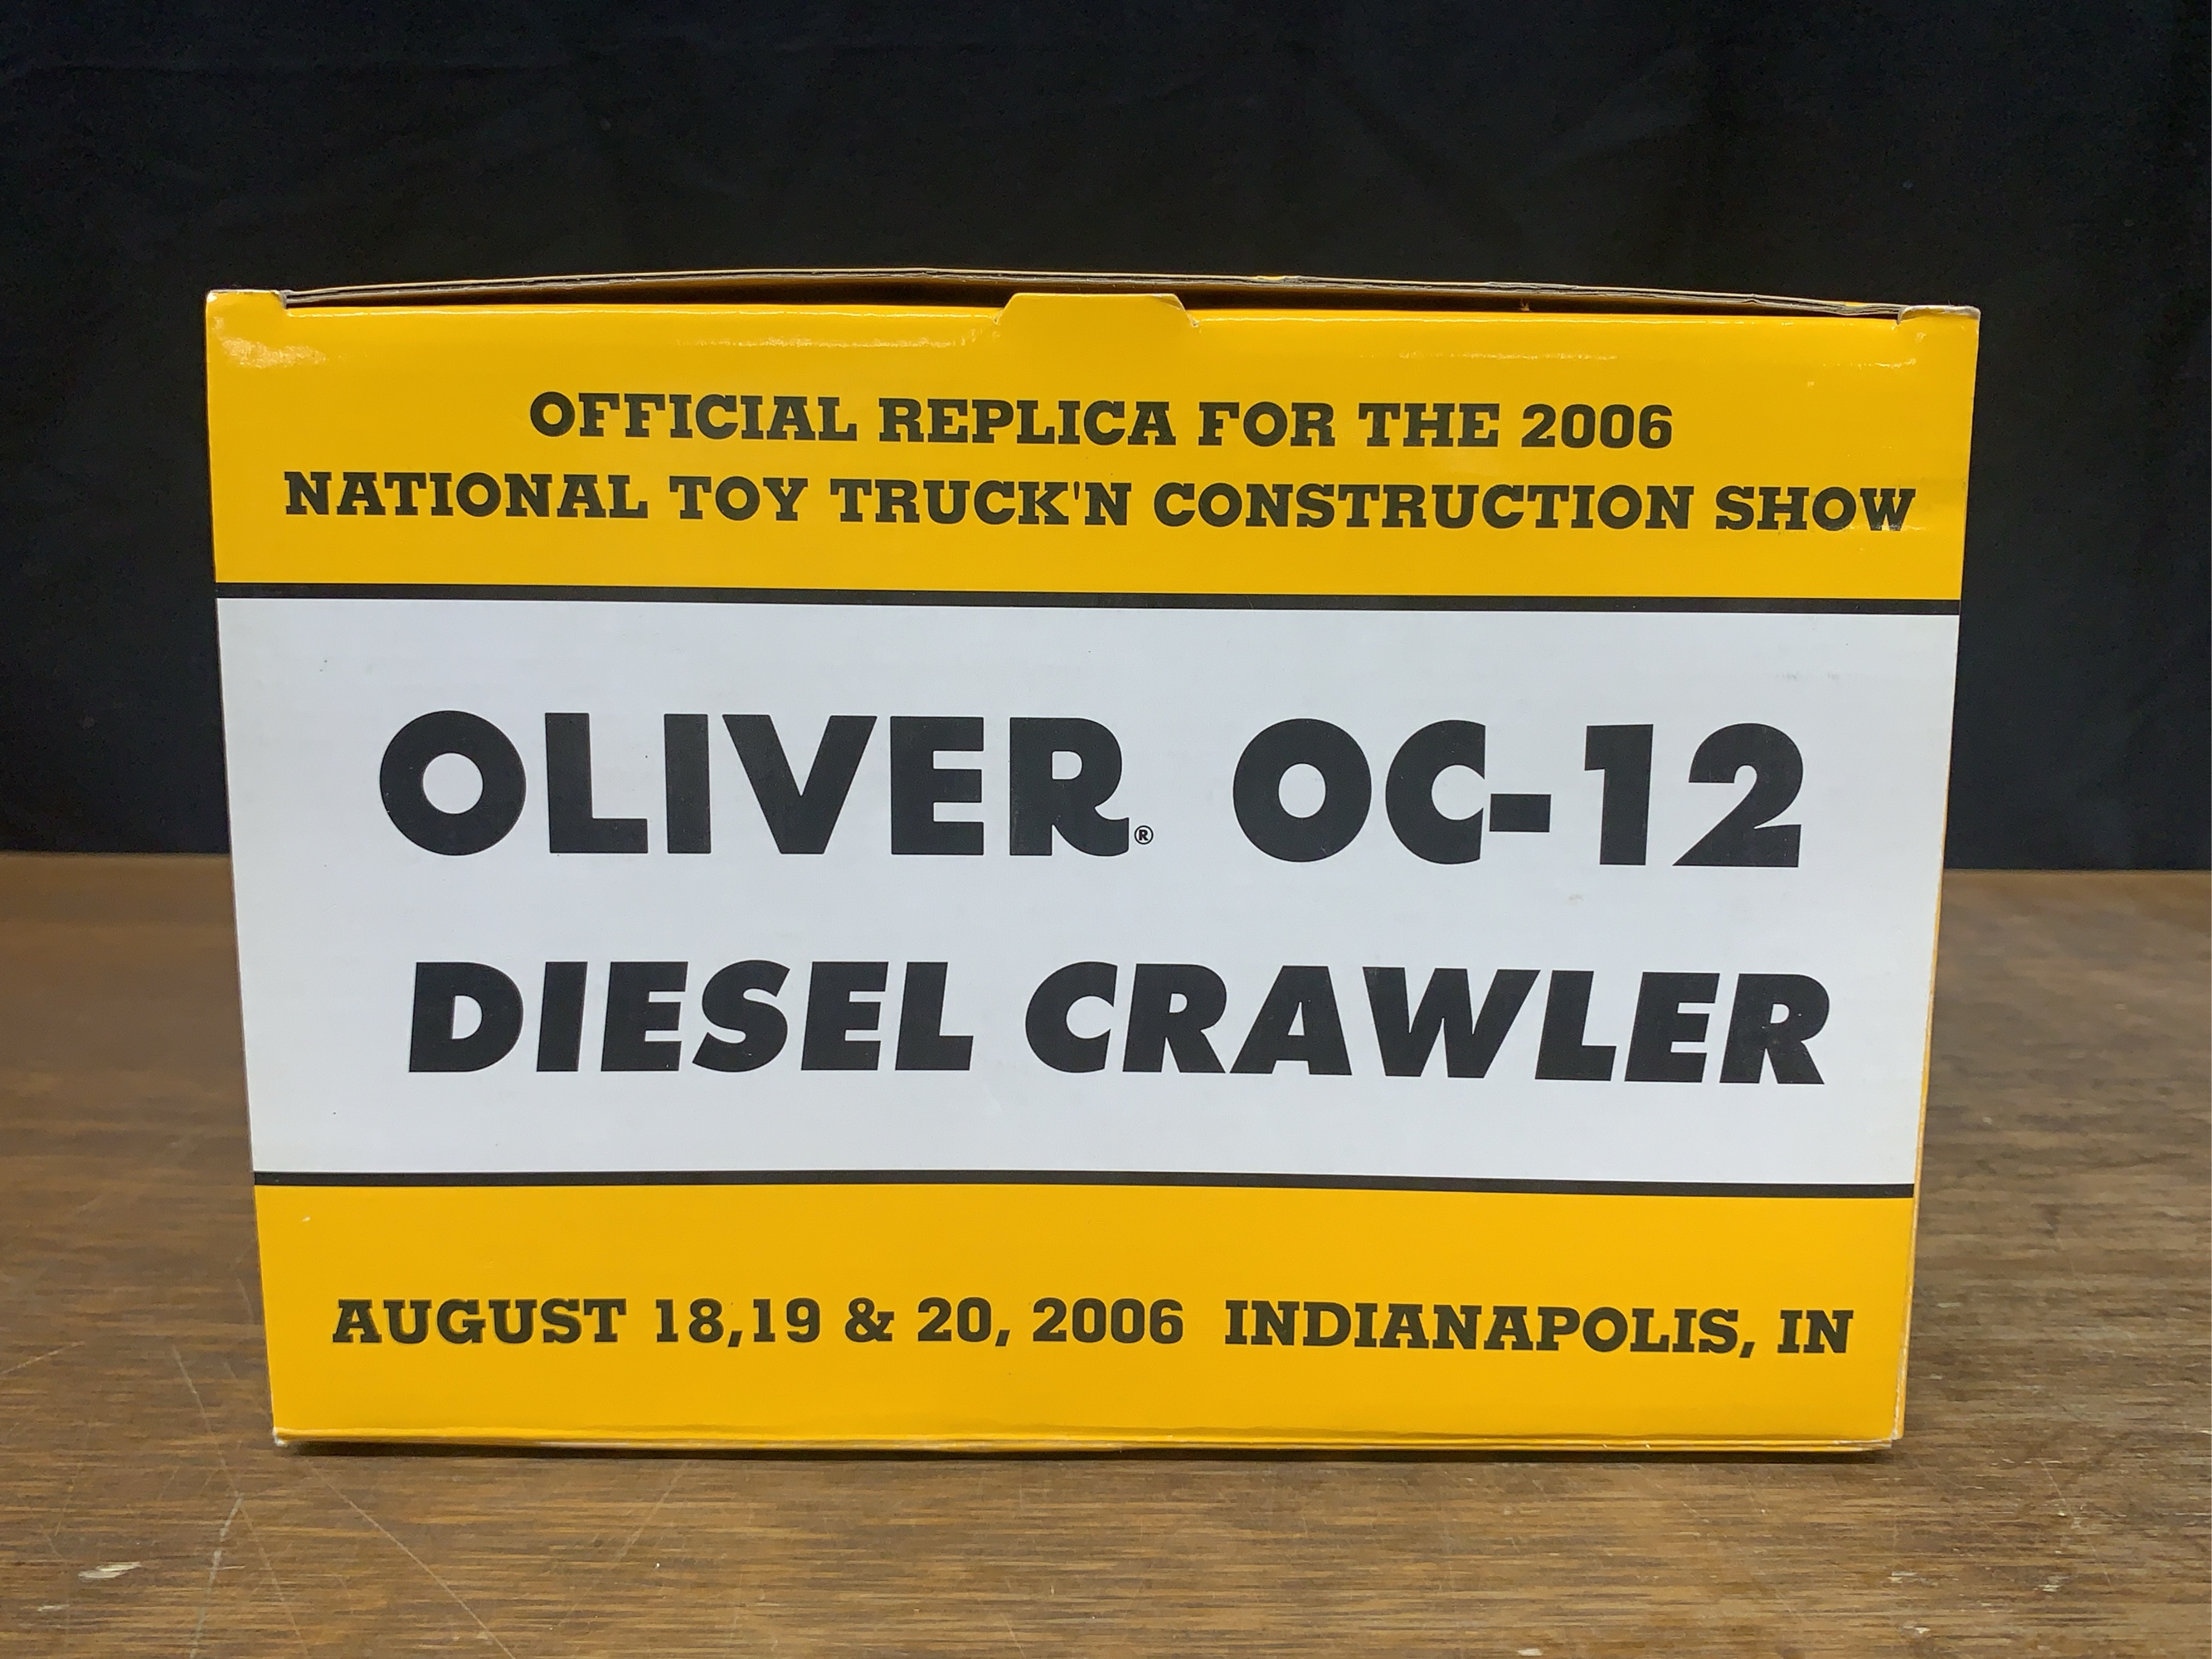 OFFICIAL REPLICA FOR THE 2006
NATIONAL TOY TRUCK'N CONSTRUCTION SHOW
OLIVER® OC-12
DIESEL CRAWLER
AUGUST 18,19 & 20, 2006 INDIANAPOLIS, IN